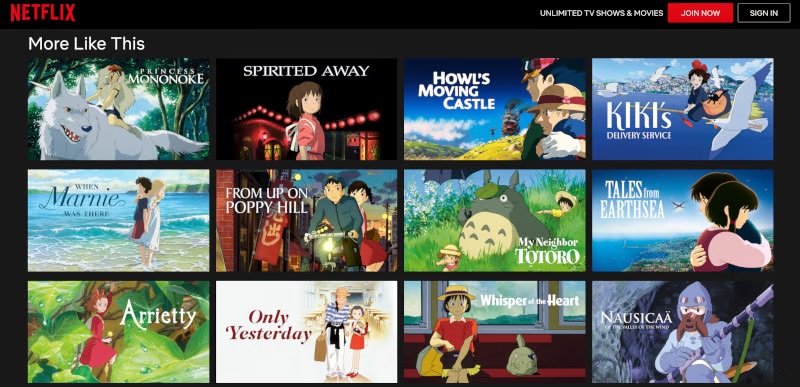 NETFLIX
UNLIMITED TV SHOWS & MOVIES JOIN NOW SIGN IN
More Like This
PRINCESS
MONONOKE
SPIRITED AWAY
HOWL'S
MOVING
CASTLE
KIKI's
DELIVERY SERVICE
WHEN
Marnie
WAS THERE
FROM UP ON
POPPY HILL
My Neighbor
TOTORO
TALES from
EARTHSEA
Arrietty
Only
Yesterday
Whisper of the Heart
NAUSICAÄ
OF THE VALLEY OF THE WIND